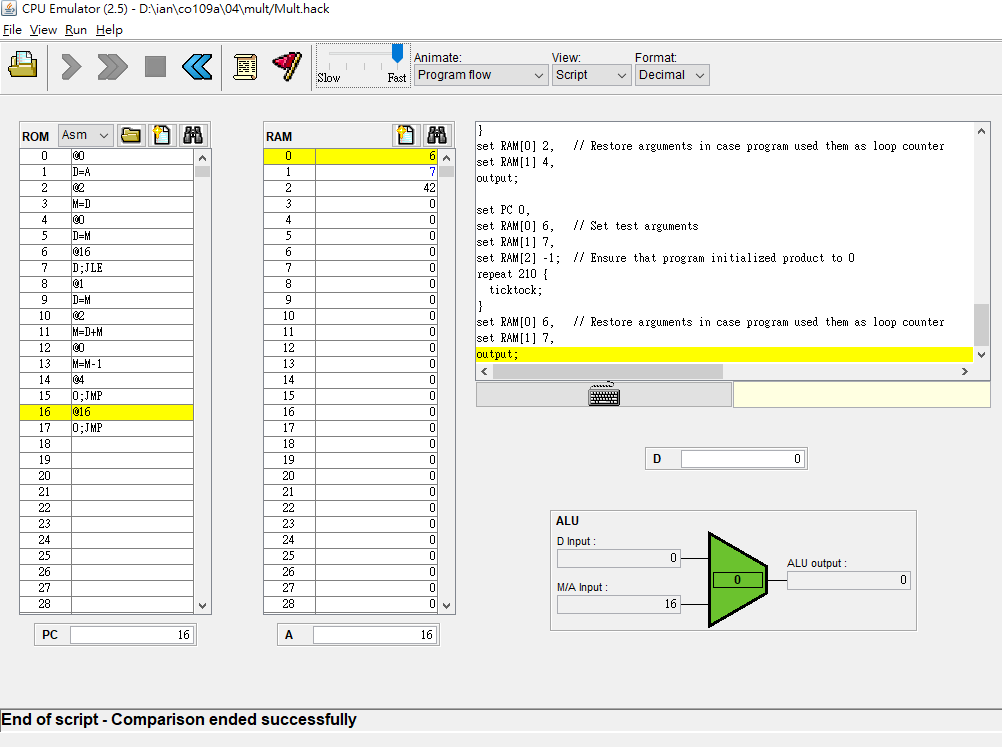 CPU Emulator (2.5) - D:\ian\co109a\04\mult/Mult.hack
File View Run Help
Slow Fast
Animate:
Program flow
View:
Script
Format:
Decimal
ROM Asm
0 @0
1 D=A
2 @2
3 M=D
4 @0
5 D=M
6 @16
7 D;JLE
8 @1
9 D=M
10 @2
11 M=D+M
12 @0
13 M=M-1
14 @4
15 0;JMP
16 @16
17 0;JMP
18
19
20
21
22
23
24
25
26
27
28
PC 16
RAM
0 6
1 7
2 42
3 0
4 0
5 0
6 0
7 0
8 0
9 0
10 0
11 0
12 0
13 0
14 0
15 0
16 0
17 0
18 0
19 0
20 0
21 0
22 0
23 0
24 0
25 0
26 0
27 0
28 0
A 16
}
set RAM[0] 2,   // Restore arguments in case program used them as loop counter
set RAM[1] 4,
output;
set PC 0,
set RAM[0] 6,   // Set test arguments
set RAM[1] 7,
set RAM[2] -1;  // Ensure that program initialized product to 0
repeat 210 {
  ticktock;
}
set RAM[0] 6,   // Restore arguments in case program used them as loop counter
set RAM[1] 7,
output;
D 0
ALU
D Input :
0
M/A Input :
16
0
ALU output :
0
End of script - Comparison ended successfully